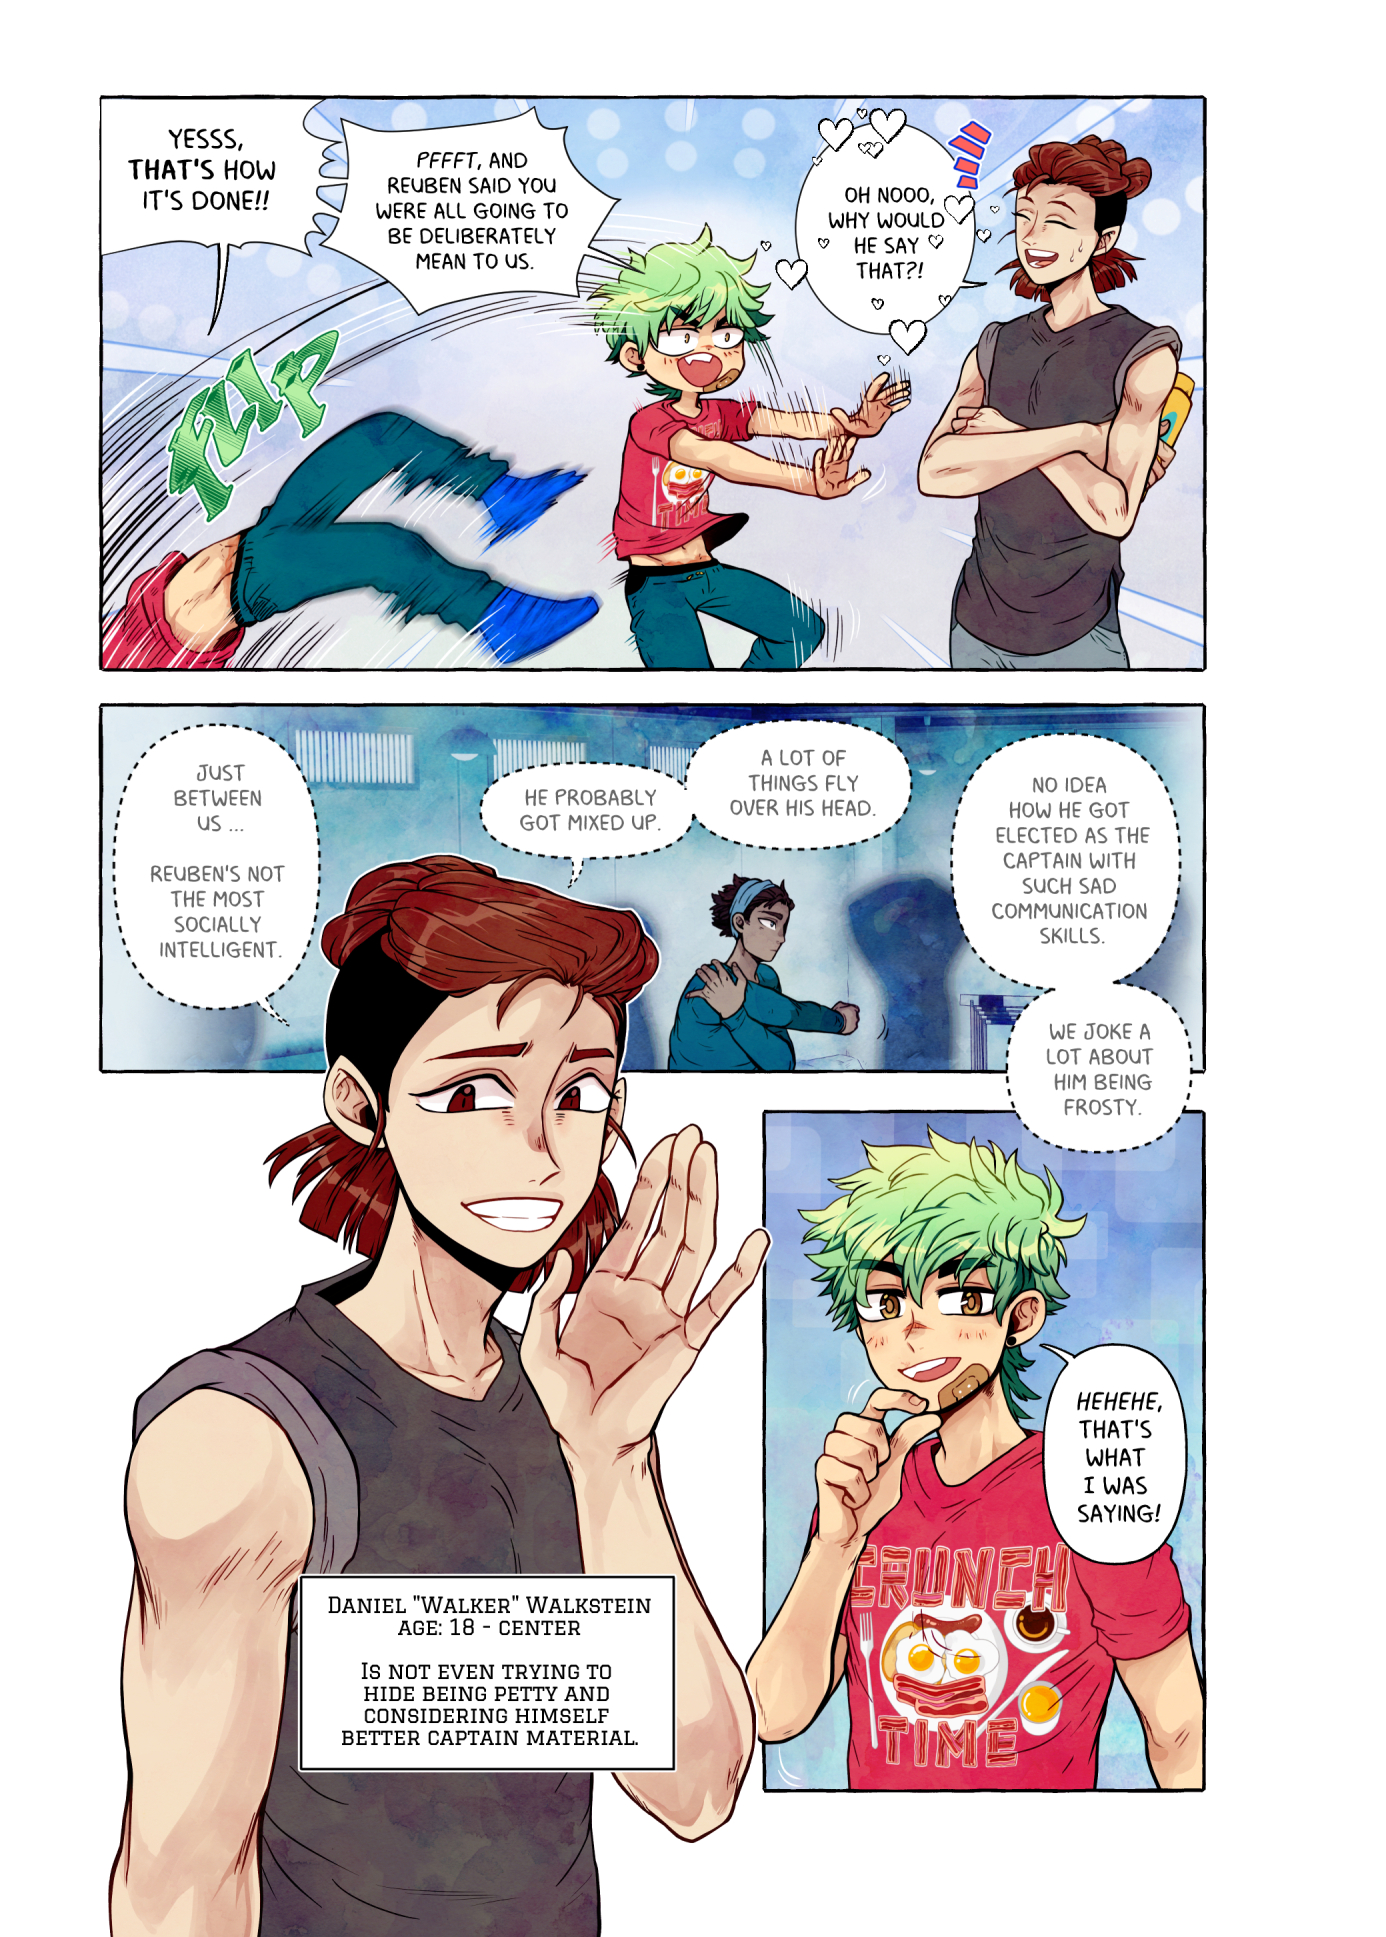 YESSS,
THAT'S HOW
IT'S DONE!!
PFFFT, AND
REUBEN SAID YOU
WERE ALL GOING TO
BE DELIBERATELY
MEAN TO US.
OH NOOO,
WHY WOULD
HE SAY
THAT?!
FLIP
CRUNCH
TIME
JUST
BETWEEN
US ...
REUBEN'S NOT
THE MOST
SOCIALLY
INTELLIGENT.
HE PROBABLY
GOT MIXED UP.
A LOT OF
THINGS FLY
OVER HIS HEAD.
NO IDEA
HOW HE GOT
ELECTED AS THE
CAPTAIN WITH
SUCH SAD
COMMUNICATION
SKILLS.
WE JOKE A
LOT ABOUT
HIM BEING
FROSTY.
HEHEHE,
THAT'S
WHAT
I WAS
SAYING!
CRUNCH
TIME
DANIEL "WALKER" WALKSTEIN
AGE: 18 - CENTER
IS NOT EVEN TRYING TO
HIDE BEING PETTY AND
CONSIDERING HIMSELF
BETTER CAPTAIN MATERIAL.